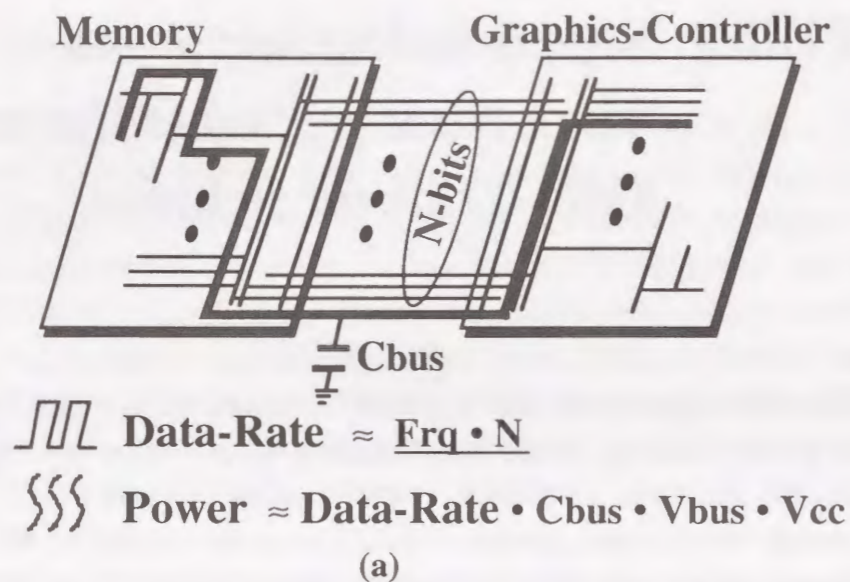 Memory
Graphics-Controller
N-bits
Cbus
Data-Rate ≈ Frq • N
Power ≈ Data-Rate • Cbus • Vbus • Vcc
(a)